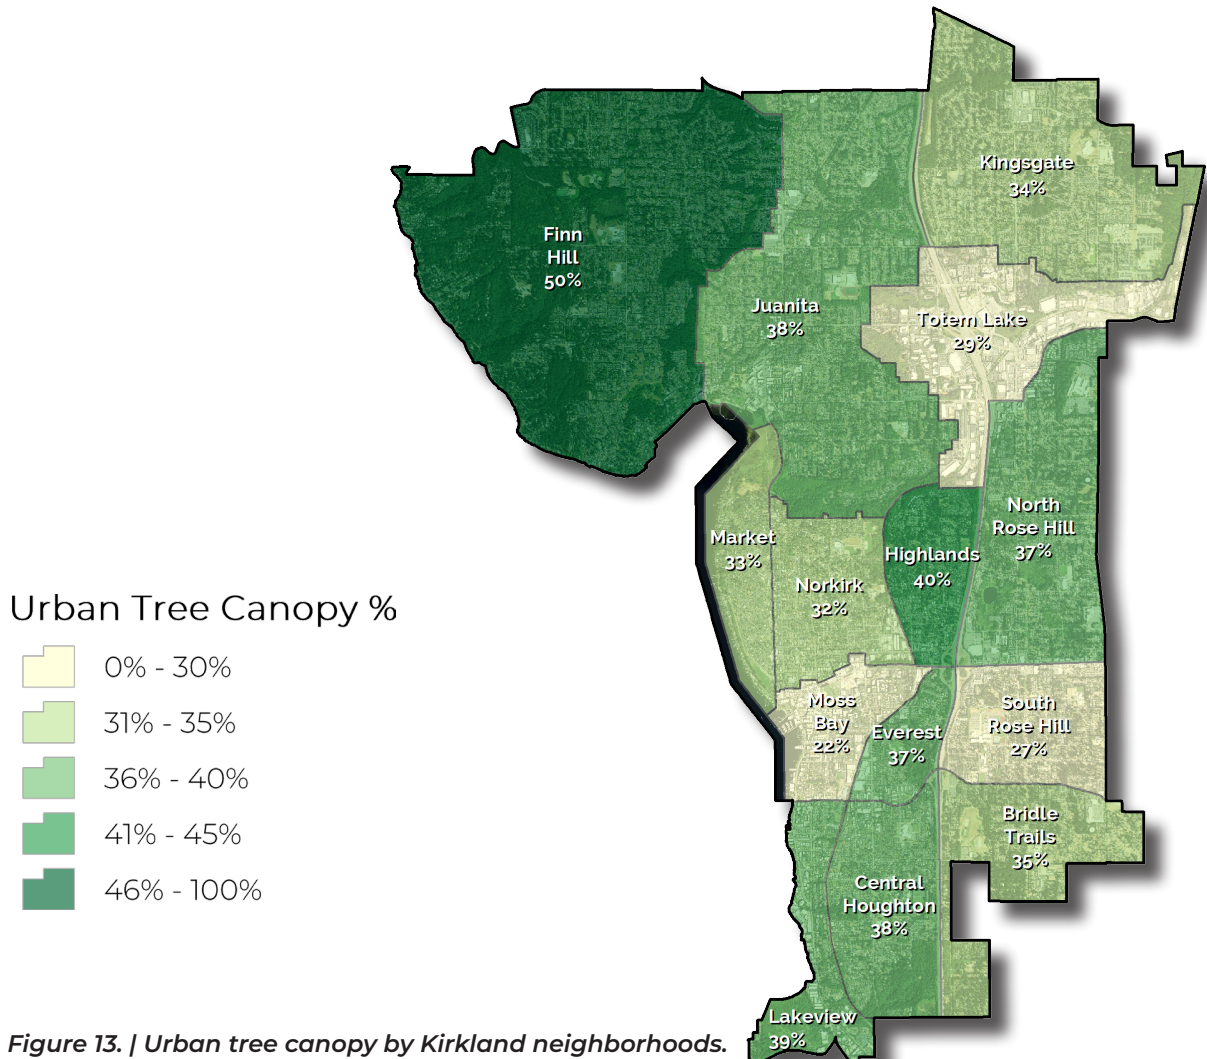 Kingsgate
34%
Finn
Hill
50%
Juanita
38%
Totem Lake
29%
North
Rose Hill
37%
Market
33%
Highlands
40%
Norkirk
32%
Urban Tree Canopy %
0% - 30%
31% - 35%
36% - 40%
41% - 45%
46% - 100%
Moss
Bay
22%
Everest
37%
South
Rose Hill
27%
Bridle
Trails
35%
Central
Houghton
38%
Lakeview
39%
Figure 13. | Urban tree canopy by Kirkland neighborhoods.